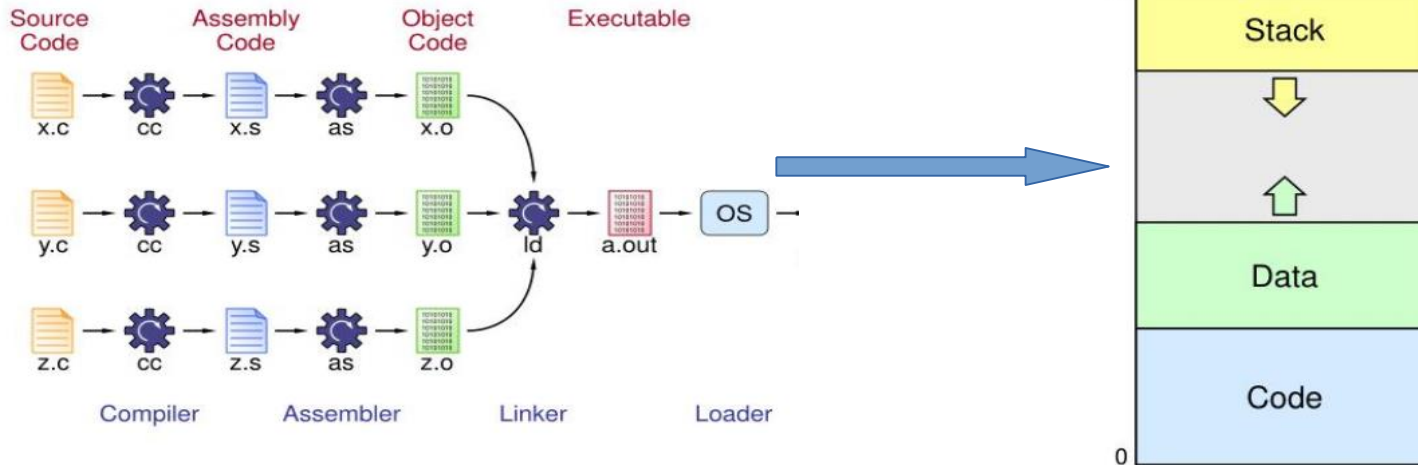 Source
Code
Assembly
Code
Object
Code
Executable
x.c
cc
x.s
as
x.o
y.c
cc
y.s
as
y.o
ld
a.out
OS
z.c
cc
z.s
as
z.o
Compiler
Assembler
Linker
Loader
Stack
Data
Code
0